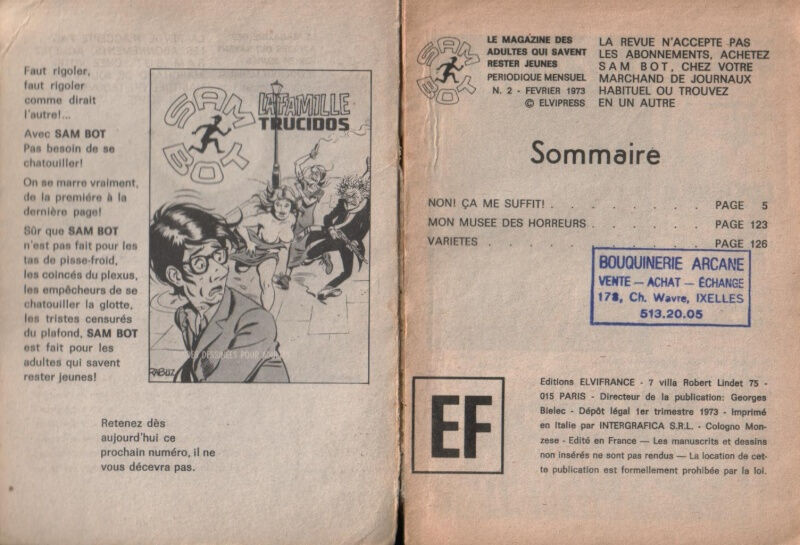 Faut rigoler,
faut rigoler
comme dirait
l'autre!...
Avec SAM BOT
Pas besoin de se
chatouiller!
On se marre vraiment,
de la premiére à la
dernière page!
Sûr que SAM BOT
n'est pas fait pour les
tas de pisse-froid,
les coincés du plexus,
les empêcheurs de se
chatouiller la glotte,
les tristes censurés
du plafond, SAM BOT
est fait pour les
adultes qui savent
rester jeunes!
SAM
BOT
LA FAMILLE
TRUCIDOS
DES DESSINÉES POUR ADULTES
RABUZ
Retenez dès
aujourd'hui ce
prochain numéro, il ne
vous décevra pas.
SAM
BOT
LE MAGAZINE DES
ADULTES QUI SAVENT
RESTER JEUNES
PERIODIQUE MENSUEL
N. 2 - FEVRIER 1973
© ELVIPRESS
LA REVUE N'ACCEPTE PAS
LES ABONNEMENTS, ACHETEZ
SAM BOT, CHEZ VOTRE
MARCHAND DE JOURNAUX
HABITUEL OU TROUVEZ
EN UN AUTRE
Sommaire
NON! ÇA ME SUFFIT! . . . . . . . . . PAGE 5
MON MUSEE DES HORREURS . . . . . . . PAGE 123
VARIETES . . . . . . . . . . . . PAGE 126
BOUQUINERIE ARCANE
VENTE — ACHAT — ÉCHANGE
178, Ch. Wavre, IXELLES
513.20.05
EF
Editions ELVIFRANCE - 7 villa Robert Lindet 75 -
015 PARIS - Directeur de la publication: Georges
Bielec - Dépôt légal 1er trimestre 1973 - Imprimé
en Italie par INTERGRAFICA S.R.L. - Cologno Mon-
zese - Edité en France — Les manuscrits et dessins
non insérés ne sont pas rendus — La location de cet-
te publication est formellement prohibée par la loi.